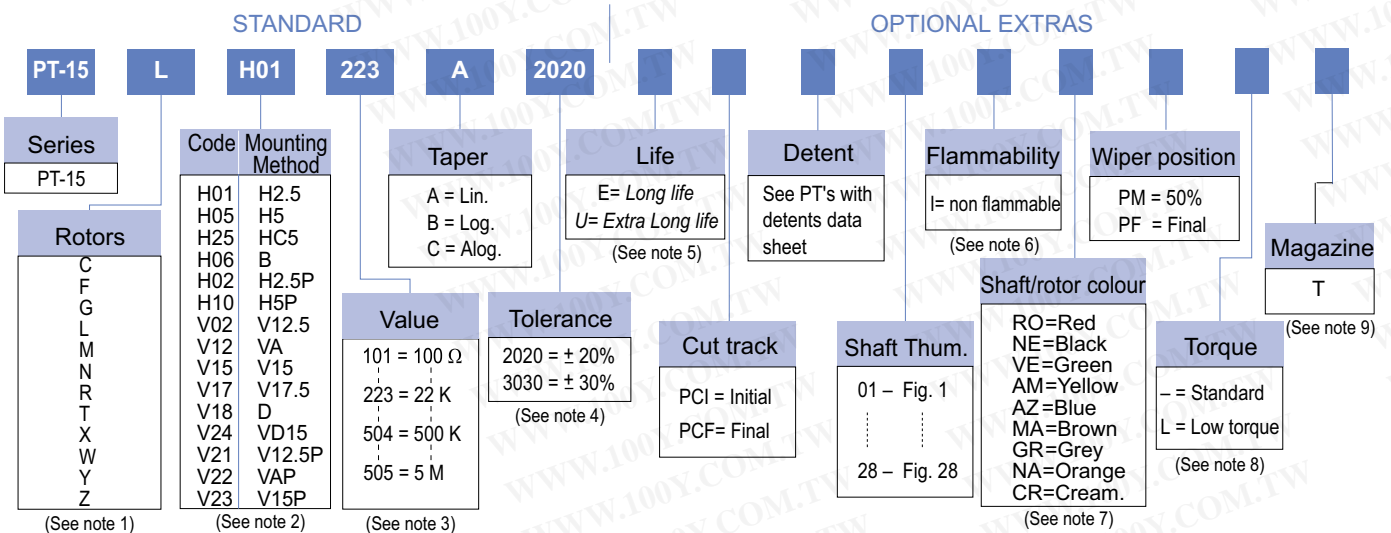 STANDARD
OPTIONAL EXTRAS
PT-15 L H01 223 A 2020
Series
PT-15
Rotors
C
F
G
L
M
N
R
T
X
W
Y
Z
(See note 1)
Code Mounting Method
H01 H2.5
H05 H5
H25 HC5
H06 B
H02 H2.5P
H10 H5P
V02 V12.5
V12 VA
V15 V15
V17 V17.5
V18 D
V24 VD15
V21 V12.5P
V22 VAP
V23 V15P
(See note 2)
Value
101 = 100 Ω
223 = 22 K
504 = 500 K
505 = 5 M
(See note 3)
Taper
A = Lin.
B = Log.
C = Alog.
Tolerance
2020 = ± 20%
3030 = ± 30%
(See note 4)
Life
E= Long life
U= Extra Long life
(See note 5)
Cut track
PCI = Initial
PCF= Final
Detent
See PT's with
detents data
sheet
Shaft Thum.
01 – Fig. 1
28 – Fig. 28
Flammability
I= non flammable
(See note 6)
Shaft/rotor colour
RO=Red
NE=Black
VE=Green
AM=Yellow
AZ=Blue
MA=Brown
GR=Grey
NA=Orange
CR=Cream.
(See note 7)
Wiper position
PM = 50%
PF = Final
Torque
– = Standard
L = Low torque
(See note 8)
Magazine
T
(See note 9)
WWW.100Y.COM.TW